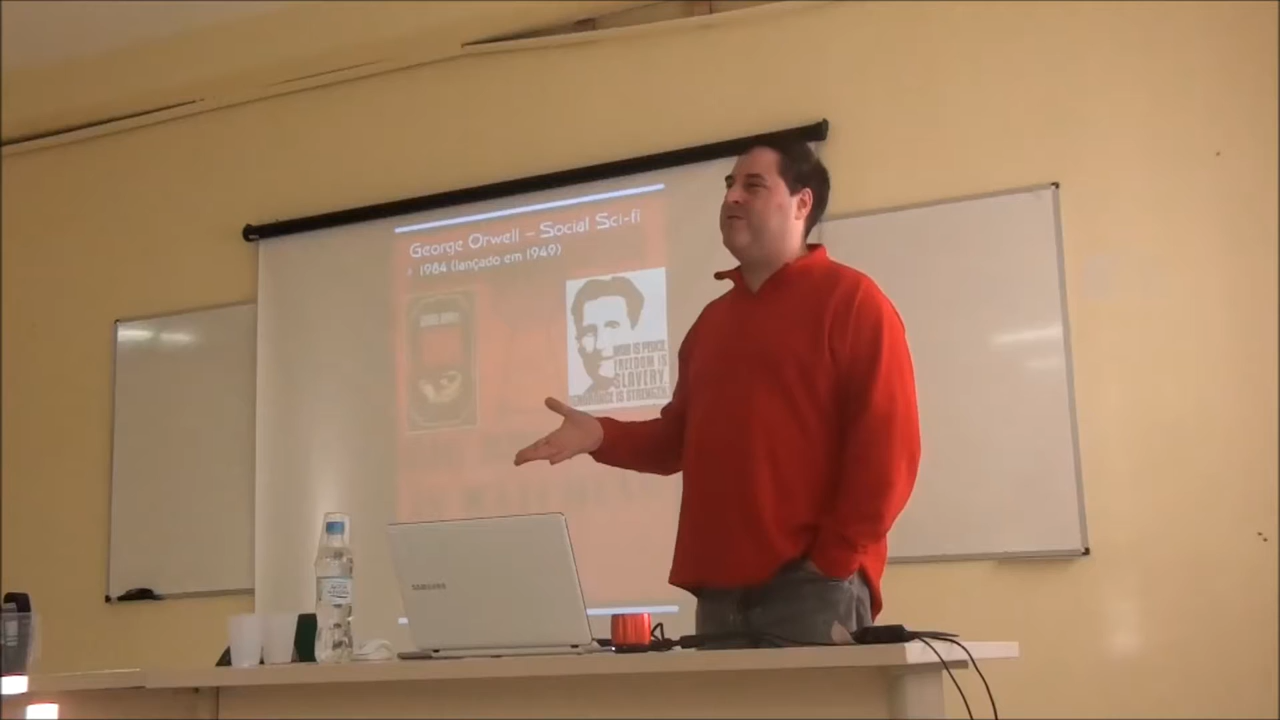 George Orwell – Social Sci-fi
1984 (lançado em 1949)
WAR IS PEACE.
FREEDOM IS
SLAVERY.
IGNORANCE IS STRENGTH.
SAMSUNG